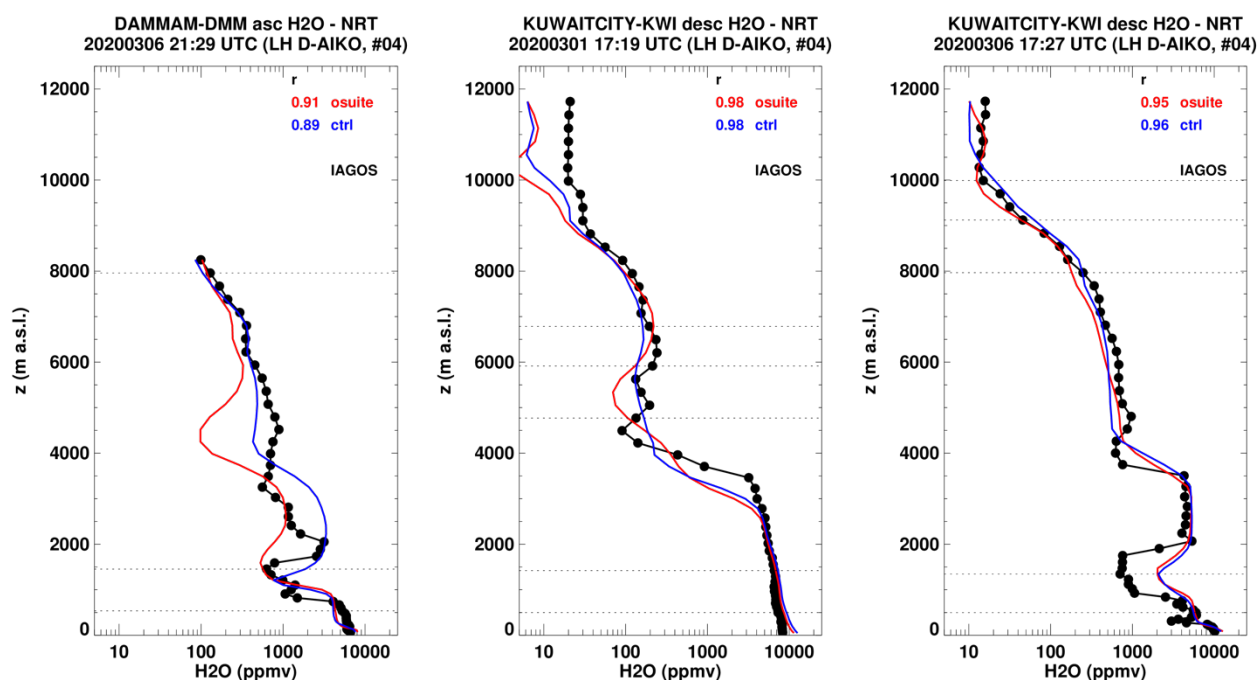 DAMMAM-DMM asc H2O - NRT
20200306 21:29 UTC (LH D-AIKO, #04)
12000
10000
8000
6000
4000
2000
0
z (m a.s.l.)
r
0.91 osuite
0.89 ctrl
IAGOS
10 100 1000 10000
H2O (ppmv)
KUWAITCITY-KWI desc H2O - NRT
20200301 17:19 UTC (LH D-AIKO, #04)
12000
10000
8000
6000
4000
2000
0
z (m a.s.l.)
r
0.98 osuite
0.98 ctrl
IAGOS
10 100 1000 10000
H2O (ppmv)
KUWAITCITY-KWI desc H2O - NRT
20200306 17:27 UTC (LH D-AIKO, #04)
12000
10000
8000
6000
4000
2000
0
z (m a.s.l.)
r
0.95 osuite
0.96 ctrl
IAGOS
10 100 1000 10000
H2O (ppmv)